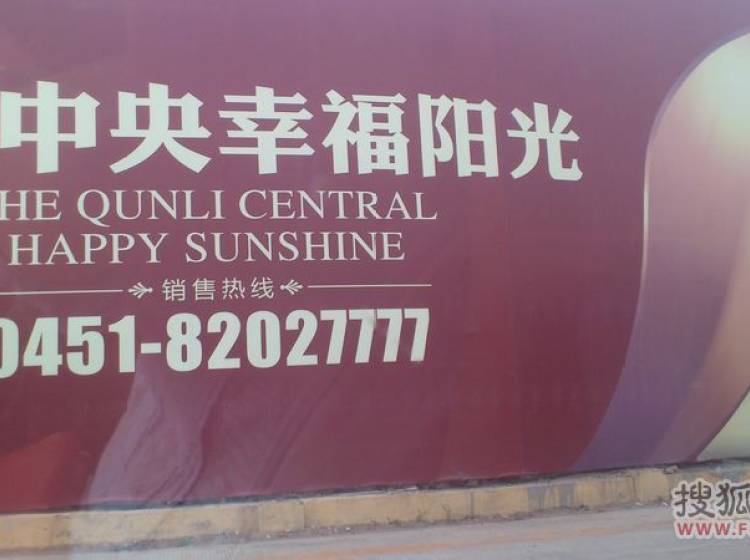 中央幸福阳光
HE QUNLI CENTRAL
HAPPY SUNSHINE
销售热线
0451-82027777
搜狐
WWW.F